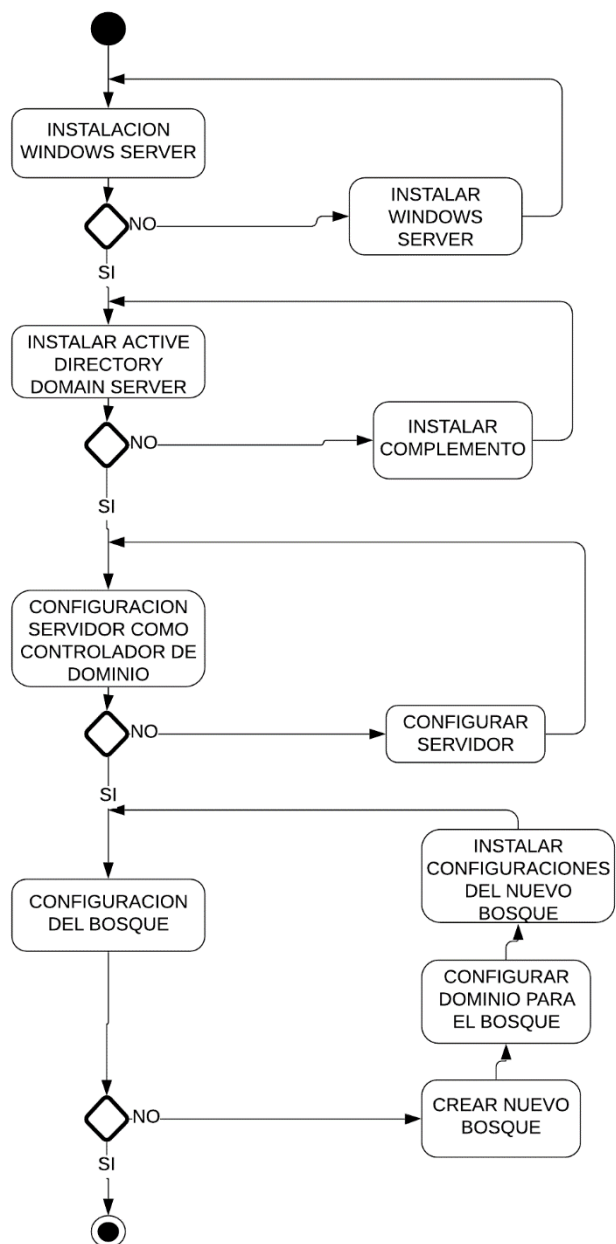 INSTALACION
WINDOWS SERVER
NO
INSTALAR
WINDOWS
SERVER
SI
INSTALAR ACTIVE
DIRECTORY
DOMAIN SERVER
NO
INSTALAR
COMPLEMENTO
SI
CONFIGURACION
SERVIDOR COMO
CONTROLADOR DE
DOMINIO
NO
CONFIGURAR
SERVIDOR
SI
INSTALAR
CONFIGURACIONES
DEL NUEVO
BOSQUE
CONFIGURACION
DEL BOSQUE
CONFIGURAR
DOMINIO PARA
EL BOSQUE
CREAR NUEVO
BOSQUE
NO
SI